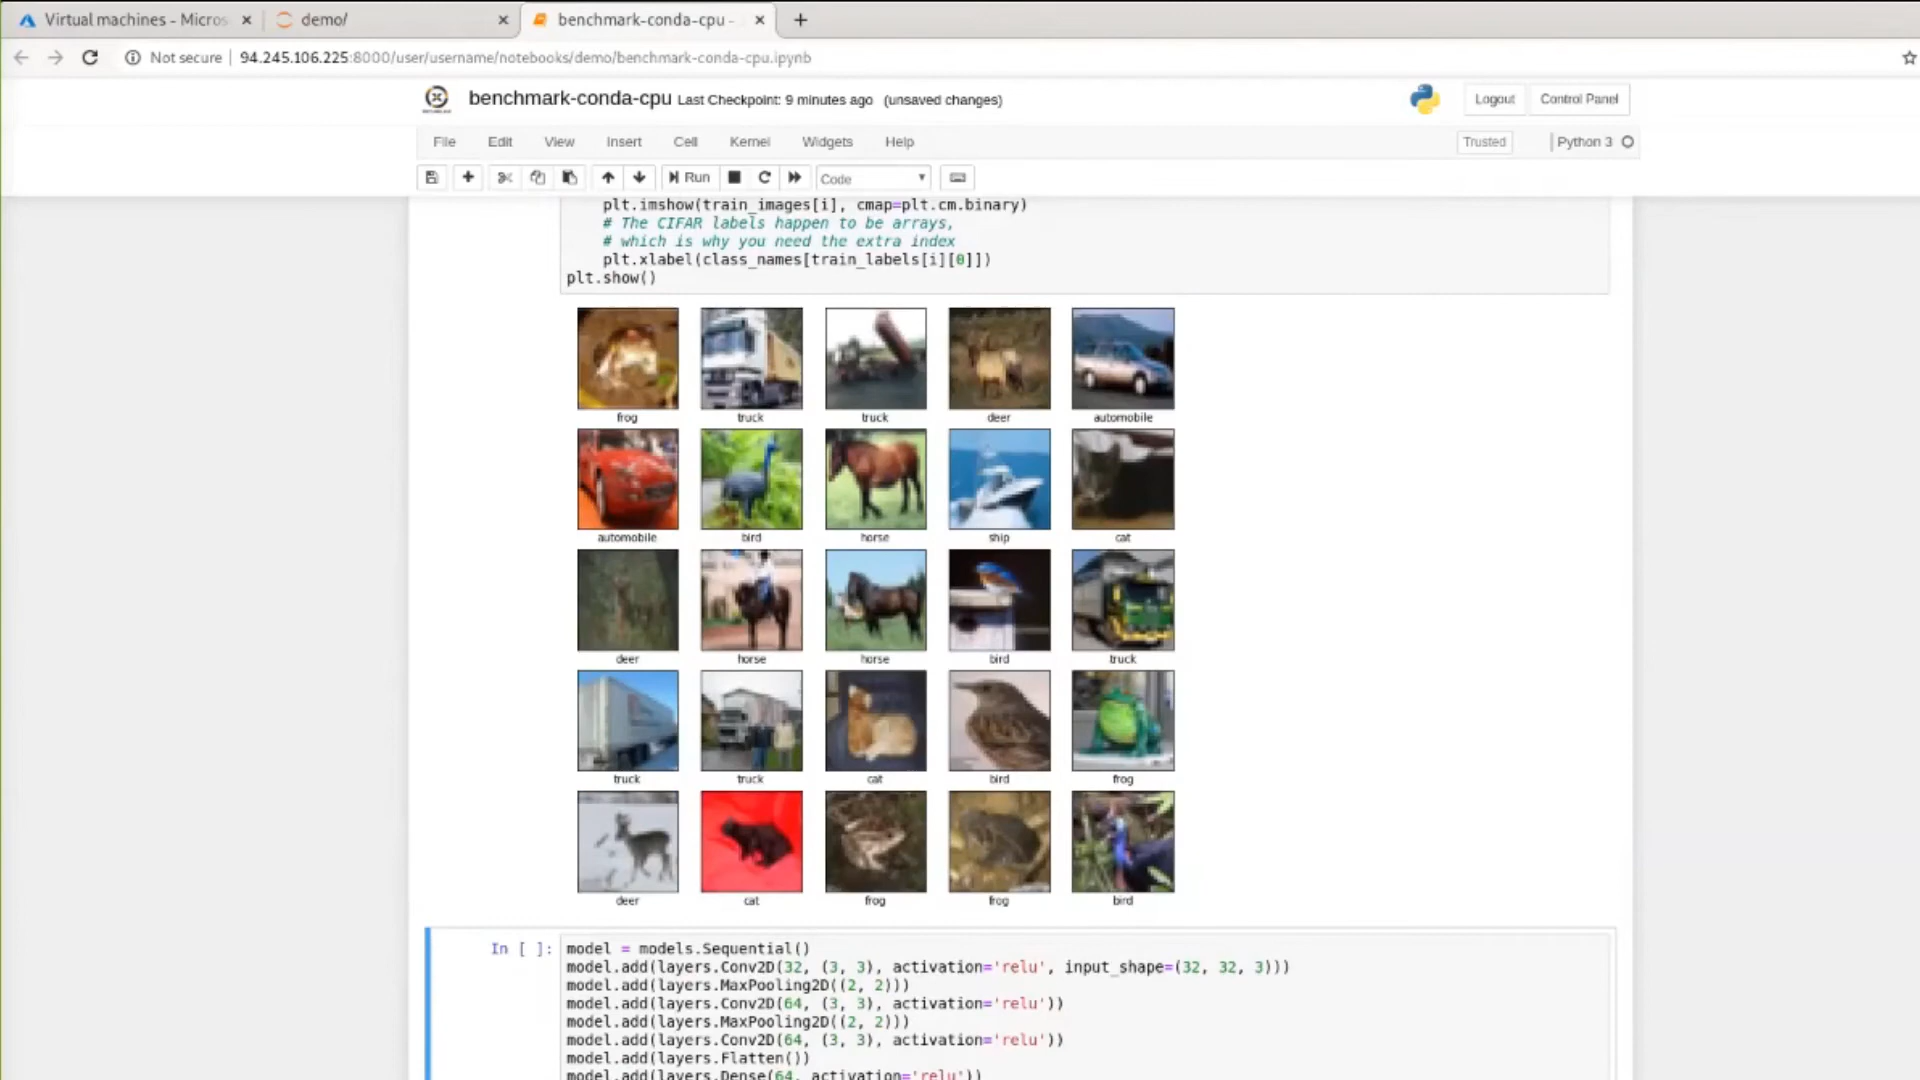 Virtual machines - Micros
demo/
benchmark-conda-cpu -
Not secure | 94.245.106.225:8000/user/username/notebooks/demo/benchmark-conda-cpu.ipynb
benchmark-conda-cpu Last Checkpoint: 9 minutes ago (unsaved changes)
Logout Control Panel
File Edit View Insert Cell Kernel Widgets Help
Trusted | Python 3
Run Code
plt.imshow(train_images[i], cmap=plt.cm.binary)
# The CIFAR labels happen to be arrays,
# which is why you need the extra index
plt.xlabel(class_names[train_labels[i][0]])
plt.show()
frog truck truck deer automobile
automobile bird horse ship cat
deer horse horse bird truck
truck truck cat bird frog
deer cat frog frog bird
In [ ]: model = models.Sequential()
model.add(layers.Conv2D(32, (3, 3), activation='relu', input_shape=(32, 32, 3)))
model.add(layers.MaxPooling2D((2, 2)))
model.add(layers.Conv2D(64, (3, 3), activation='relu'))
model.add(layers.MaxPooling2D((2, 2)))
model.add(layers.Conv2D(64, (3, 3), activation='relu'))
model.add(layers.Flatten())
model.add(layers.Dense(64, activation='relu'))